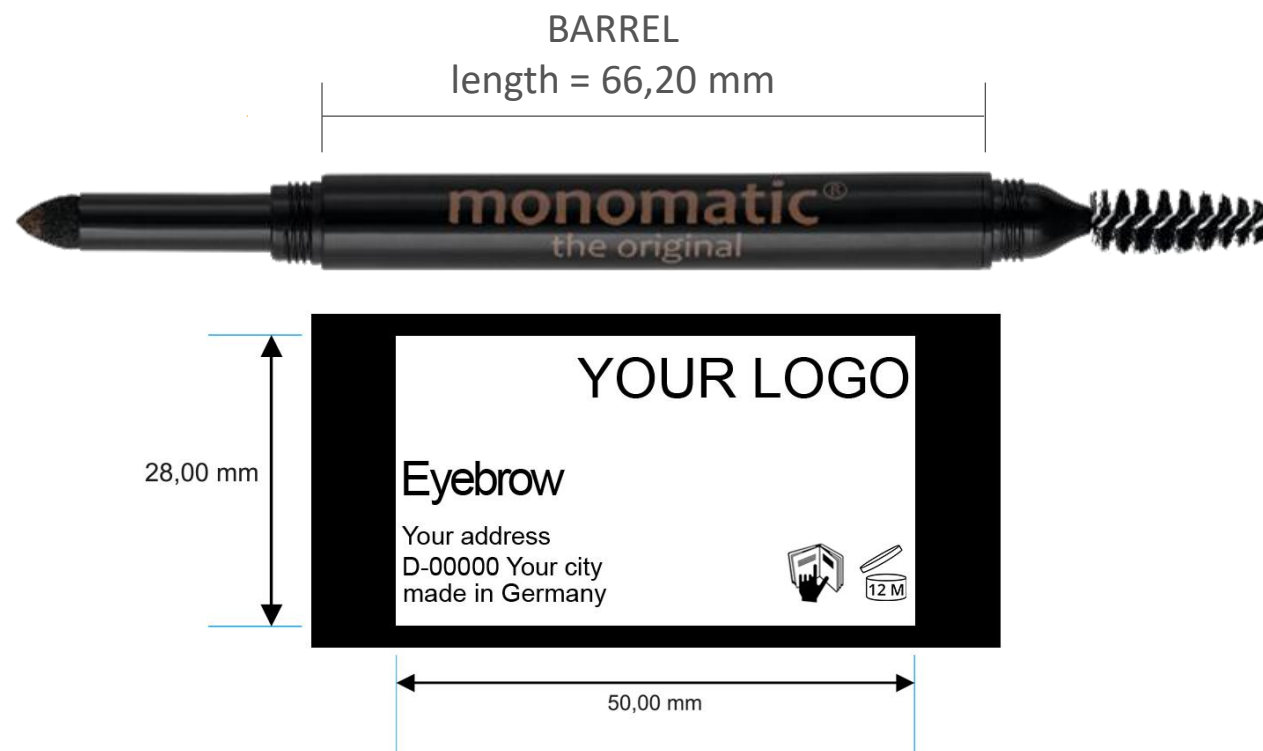 BARREL
length = 66,20 mm
monomatic®
the original
YOUR LOGO
28,00 mm
Eyebrow
Your address
D-00000 Your city
made in Germany
12 M
50,00 mm